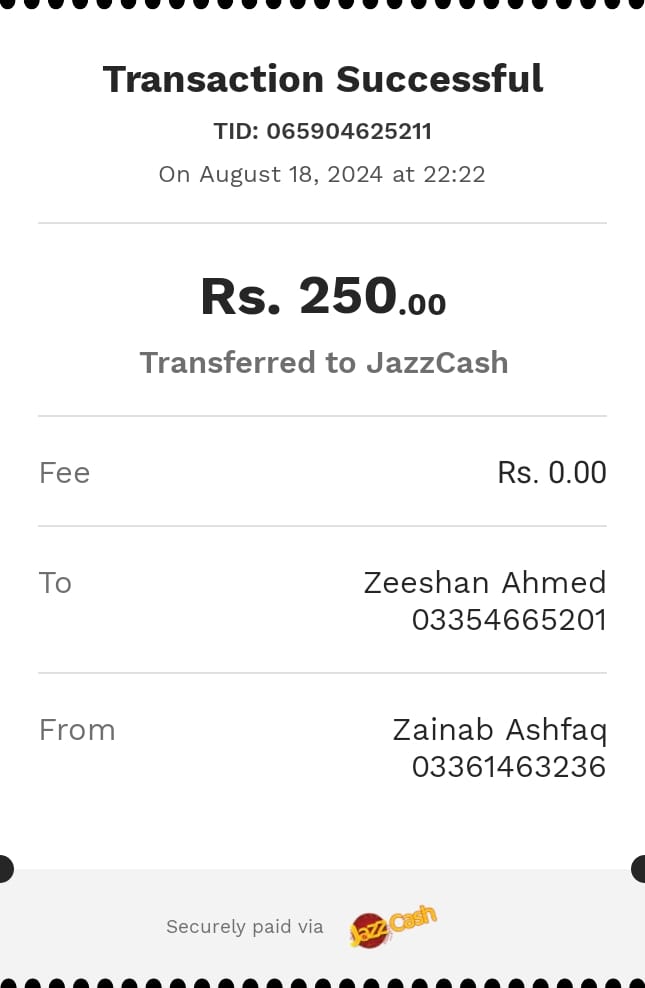 Transaction Successful
TID: 065904625211
On August 18, 2024 at 22:22
Rs. 250.00
Transferred to JazzCash
Fee Rs. 0.00
To Zeeshan Ahmed
03354665201
From Zainab Ashfaq
03361463236
Securely paid via JazzCash